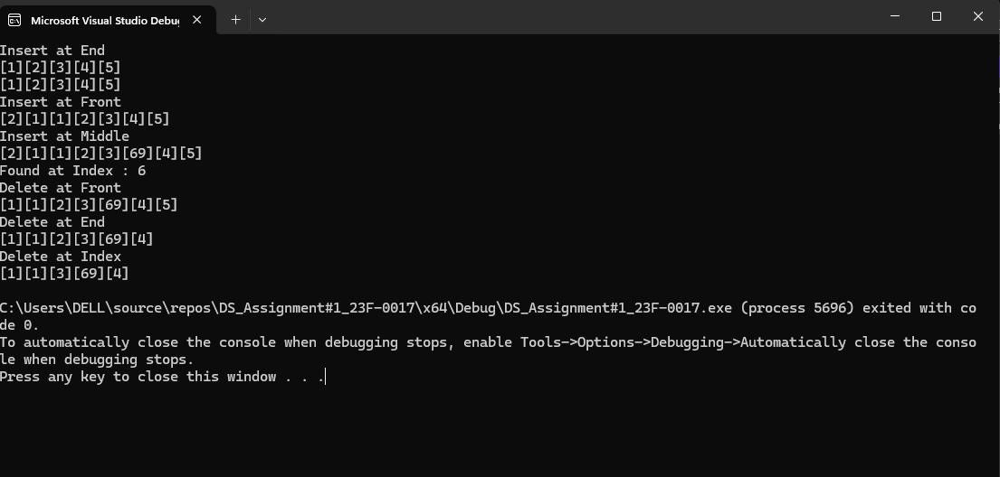 Microsoft Visual Studio Debug
Insert at End
[1][2][3][4][5]
[1][2][3][4][5]
Insert at Front
[2][1][1][2][3][4][5]
Insert at Middle
[2][1][1][2][3][69][4][5]
Found at Index : 6
Delete at Front
[1][1][2][3][69][4][5]
Delete at End
[1][1][2][3][69][4]
Delete at Index
[1][1][3][69][4]
C:\Users\DELL\source\repos\DS_Assignment#1_23F-0017\x64\Debug\DS_Assignment#1_23F-0017.exe (process 5696) exited with co
de 0.
To automatically close the console when debugging stops, enable Tools->Options->Debugging->Automatically close the conso
le when debugging stops.
Press any key to close this window . . .